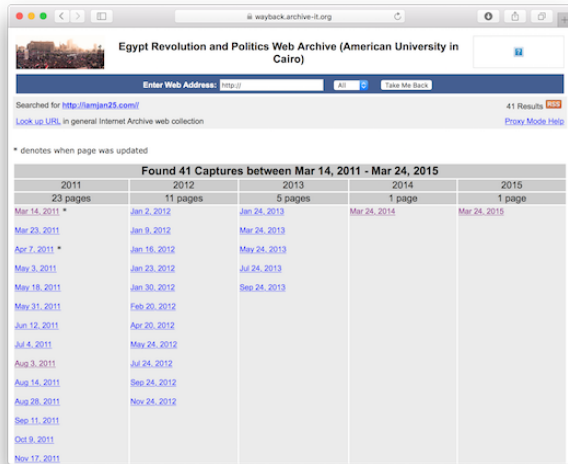 wayback.archive-it.org
Egypt Revolution and Politics Web Archive (American University in
Cairo)
Enter Web Address: http:// All Take Me Back
Searched for http://iamjan25.com// 41 Results RSS
Look up URL in general Internet Archive web collection Proxy Mode Help
* denotes when page was updated
Found 41 Captures between Mar 14, 2011 - Mar 24, 2015
2011 2012 2013 2014 2015
23 pages 11 pages 5 pages 1 page 1 page
Mar 14, 2011 * Jan 2, 2012 Jan 24, 2013 Mar 24, 2014 Mar 24, 2015
Mar 23, 2011 Jan 9, 2012 Mar 24, 2013
Apr 7, 2011 * Jan 16, 2012 May 24, 2013
May 3, 2011 Jan 23, 2012 Jul 24, 2013
May 18, 2011 Jan 30, 2012 Sep 24, 2013
May 31, 2011 Feb 20, 2012
Jun 12, 2011 Apr 20, 2012
Jul 4, 2011 May 24, 2012
Aug 3, 2011 Jul 24, 2012
Aug 14, 2011 Sep 24, 2012
Aug 28, 2011 Nov 24, 2012
Sep 11, 2011
Oct 9, 2011
Nov 17, 2011